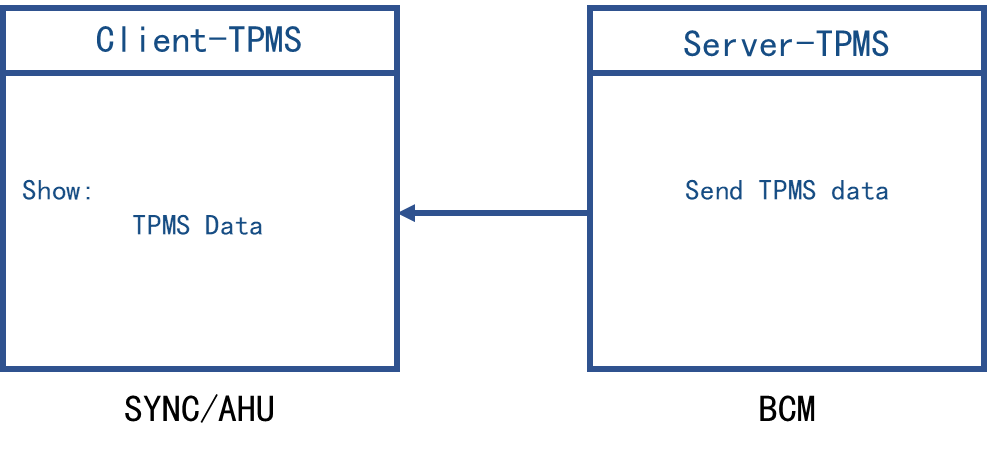 Client-TPMS
Server-TPMS
Show:
TPMS Data
Send TPMS data
SYNC/AHU
BCM